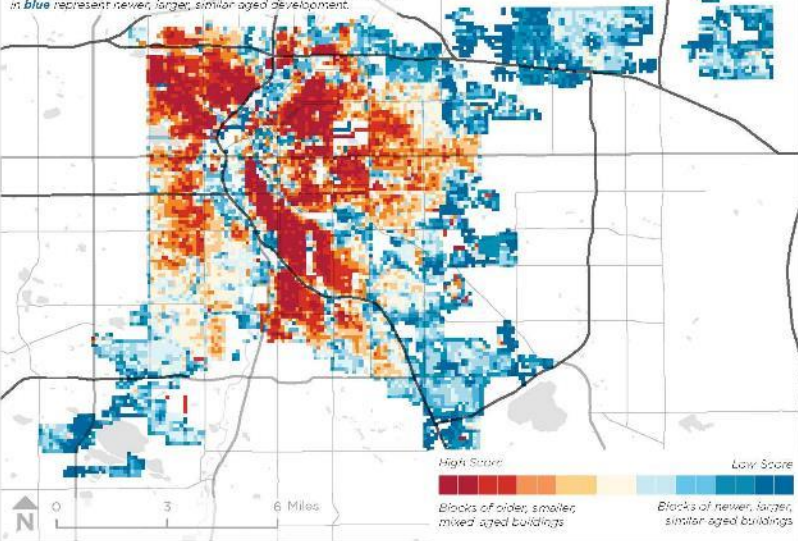 in blue represent newer, larger, similar aged development.
High Score
Low Score
Blocks of older, smaller,
mixed aged buildings
Blocks of newer, larger,
similar aged buildings
N
0 3 6 Miles